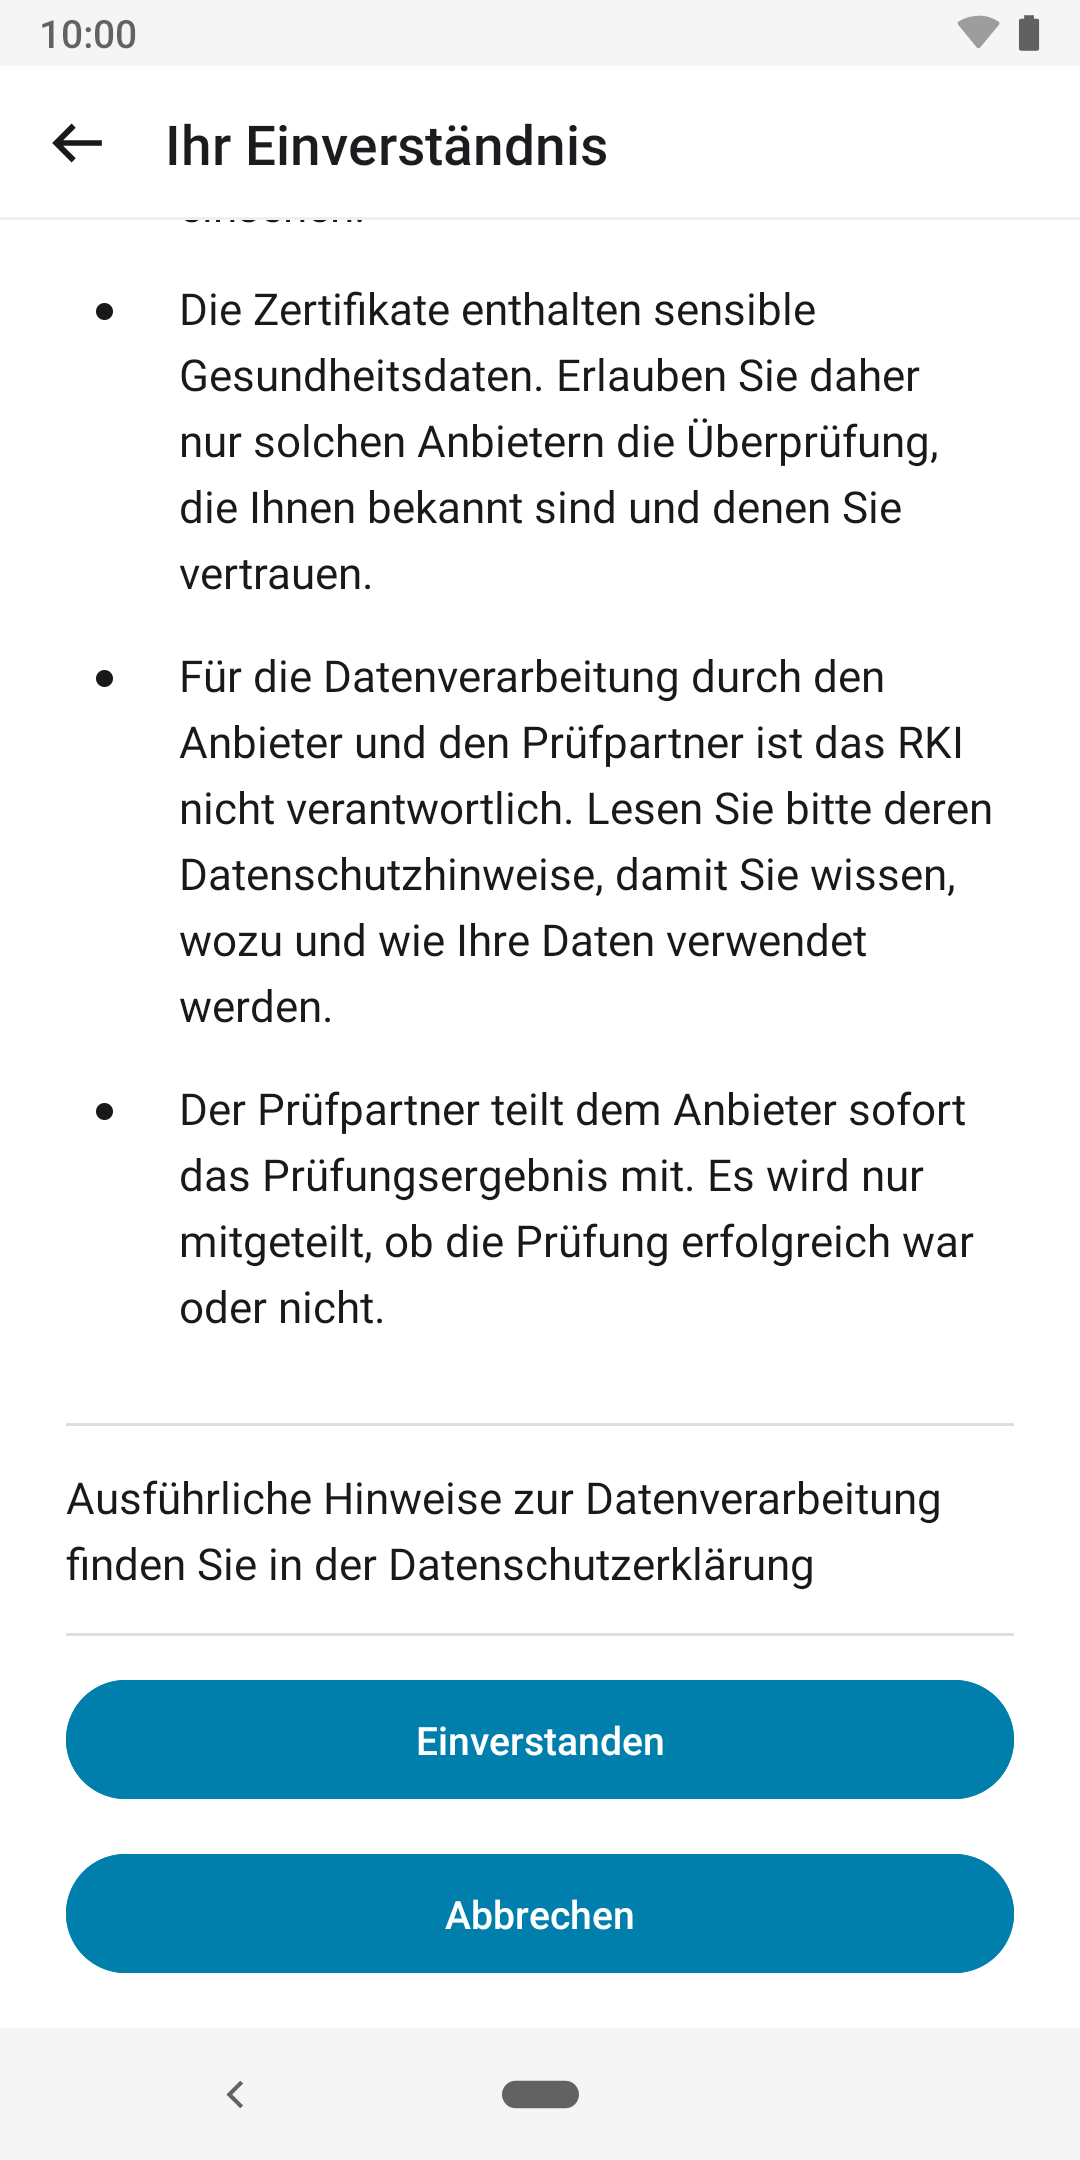 10:00
Ihr Einverständnis
Die Zertifikate enthalten sensible
Gesundheitsdaten. Erlauben Sie daher
nur solchen Anbietern die Überprüfung,
die Ihnen bekannt sind und denen Sie
vertrauen.
Für die Datenverarbeitung durch den
Anbieter und den Prüfpartner ist das RKI
nicht verantwortlich. Lesen Sie bitte deren
Datenschutzhinweise, damit Sie wissen,
wozu und wie Ihre Daten verwendet
werden.
Der Prüfpartner teilt dem Anbieter sofort
das Prüfungsergebnis mit. Es wird nur
mitgeteilt, ob die Prüfung erfolgreich war
oder nicht.
Ausführliche Hinweise zur Datenverarbeitung
finden Sie in der Datenschutzerklärung
Einverstanden
Abbrechen